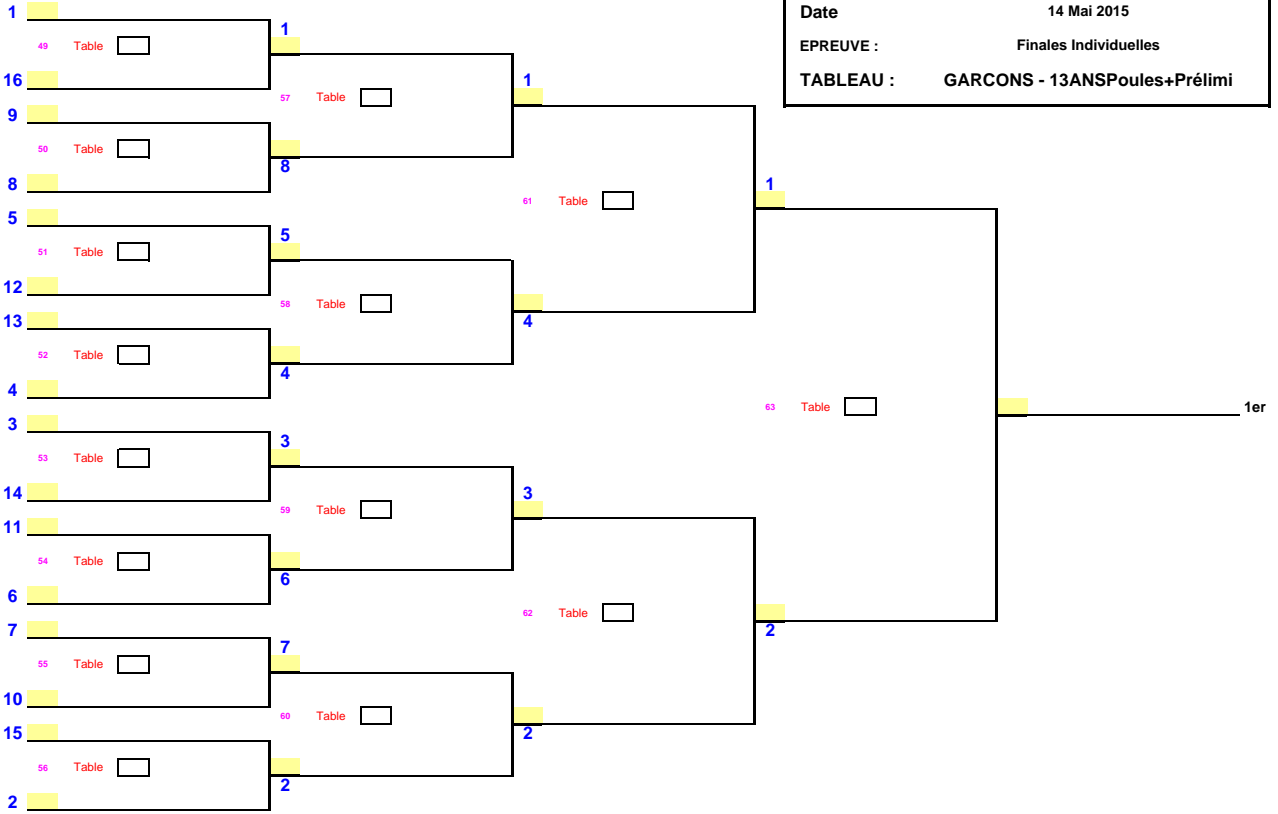 Date 14 Mai 2015
EPREUVE : Finales Individuelles
TABLEAU : GARCONS - 13ANSPoules+Prélimi
1
49 Table
16
9
50 Table
8
5
51 Table
12
13
52 Table
4
3
53 Table
14
11
54 Table
6
7
55 Table
10
15
56 Table
2
1
57 Table
8
5
58 Table
4
3
59 Table
6
7
60 Table
2
1
61 Table
4
3
62 Table
2
1
63 Table
2
1er